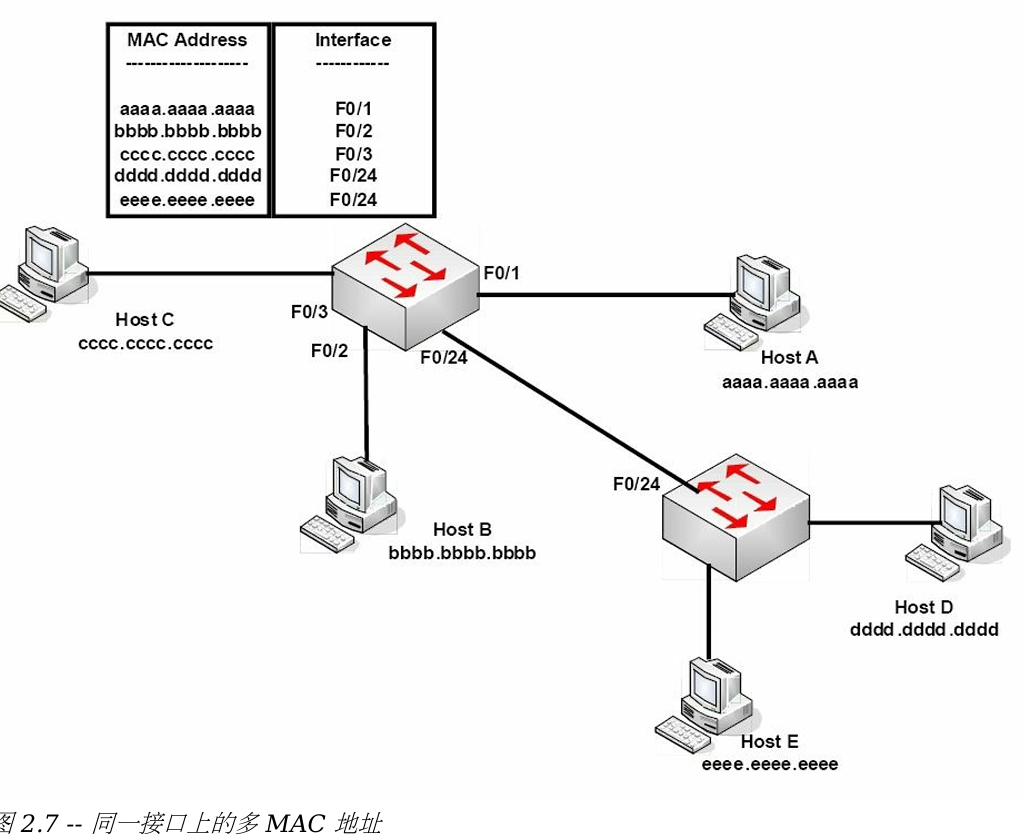 MAC Address Interface
-------------------- ------------
aaaa.aaaa.aaaa F0/1
bbbb.bbbb.bbbb F0/2
cccc.cccc.cccc F0/3
dddd.dddd.dddd F0/24
eeee.eeee.eeee F0/24
F0/1
F0/3
Host C
cccc.cccc.cccc
F0/2
F0/24
Host A
aaaa.aaaa.aaaa
F0/24
Host B
bbbb.bbbb.bbbb
Host D
dddd.dddd.dddd
Host E
eeee.eeee.eeee
图 2.7 -- 同一接口上的多 MAC 地址